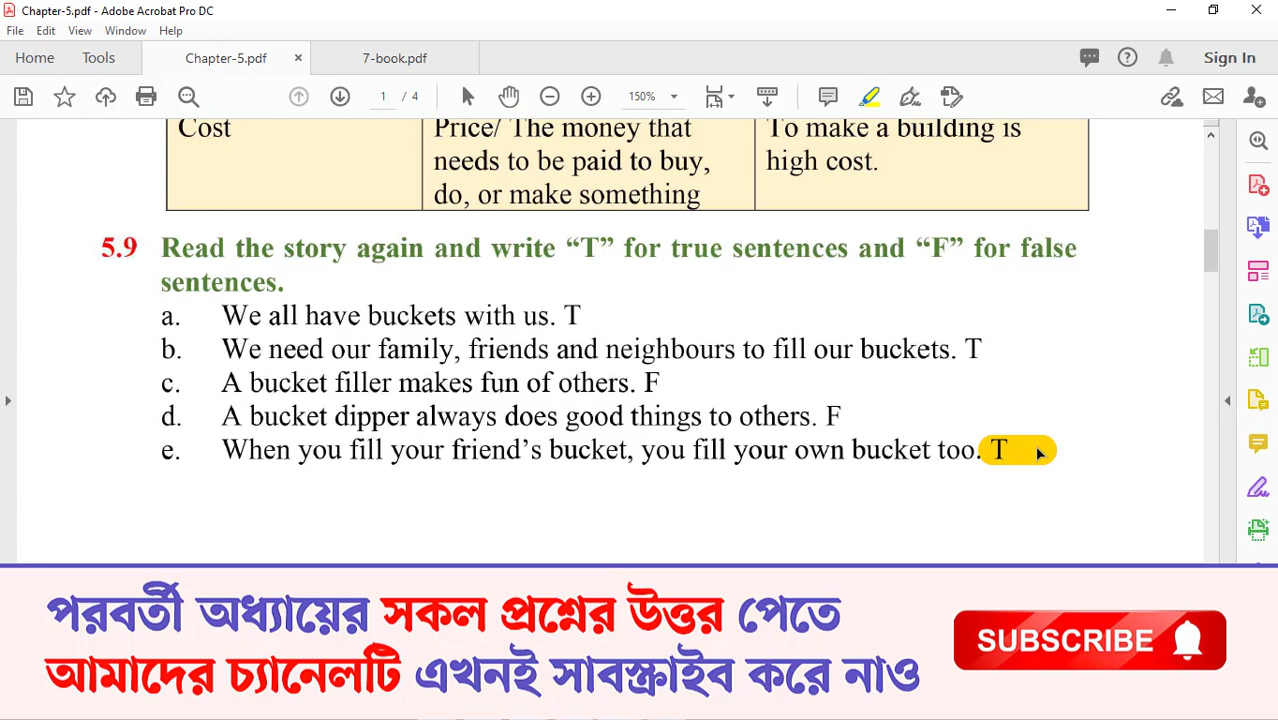 Chapter-5.pdf - Adobe Acrobat Pro DC
File Edit View Window Help
Home Tools Chapter-5.pdf × 7-book.pdf Sign In
1 / 4 150%
Cost Price/ The money that To make a building is
needs to be paid to buy, high cost.
do, or make something
5.9 Read the story again and write “T” for true sentences and “F” for false
sentences.
a. We all have buckets with us. T
b. We need our family, friends and neighbours to fill our buckets. T
c. A bucket filler makes fun of others. F
d. A bucket dipper always does good things to others. F
e. When you fill your friend’s bucket, you fill your own bucket too. T
পরবর্তী অধ্যায়ের সকল প্রশ্নের উত্তর পেতে
আমাদের চ্যানেলটি এখনই সাবস্ক্রাইব করে নাও
SUBSCRIBE